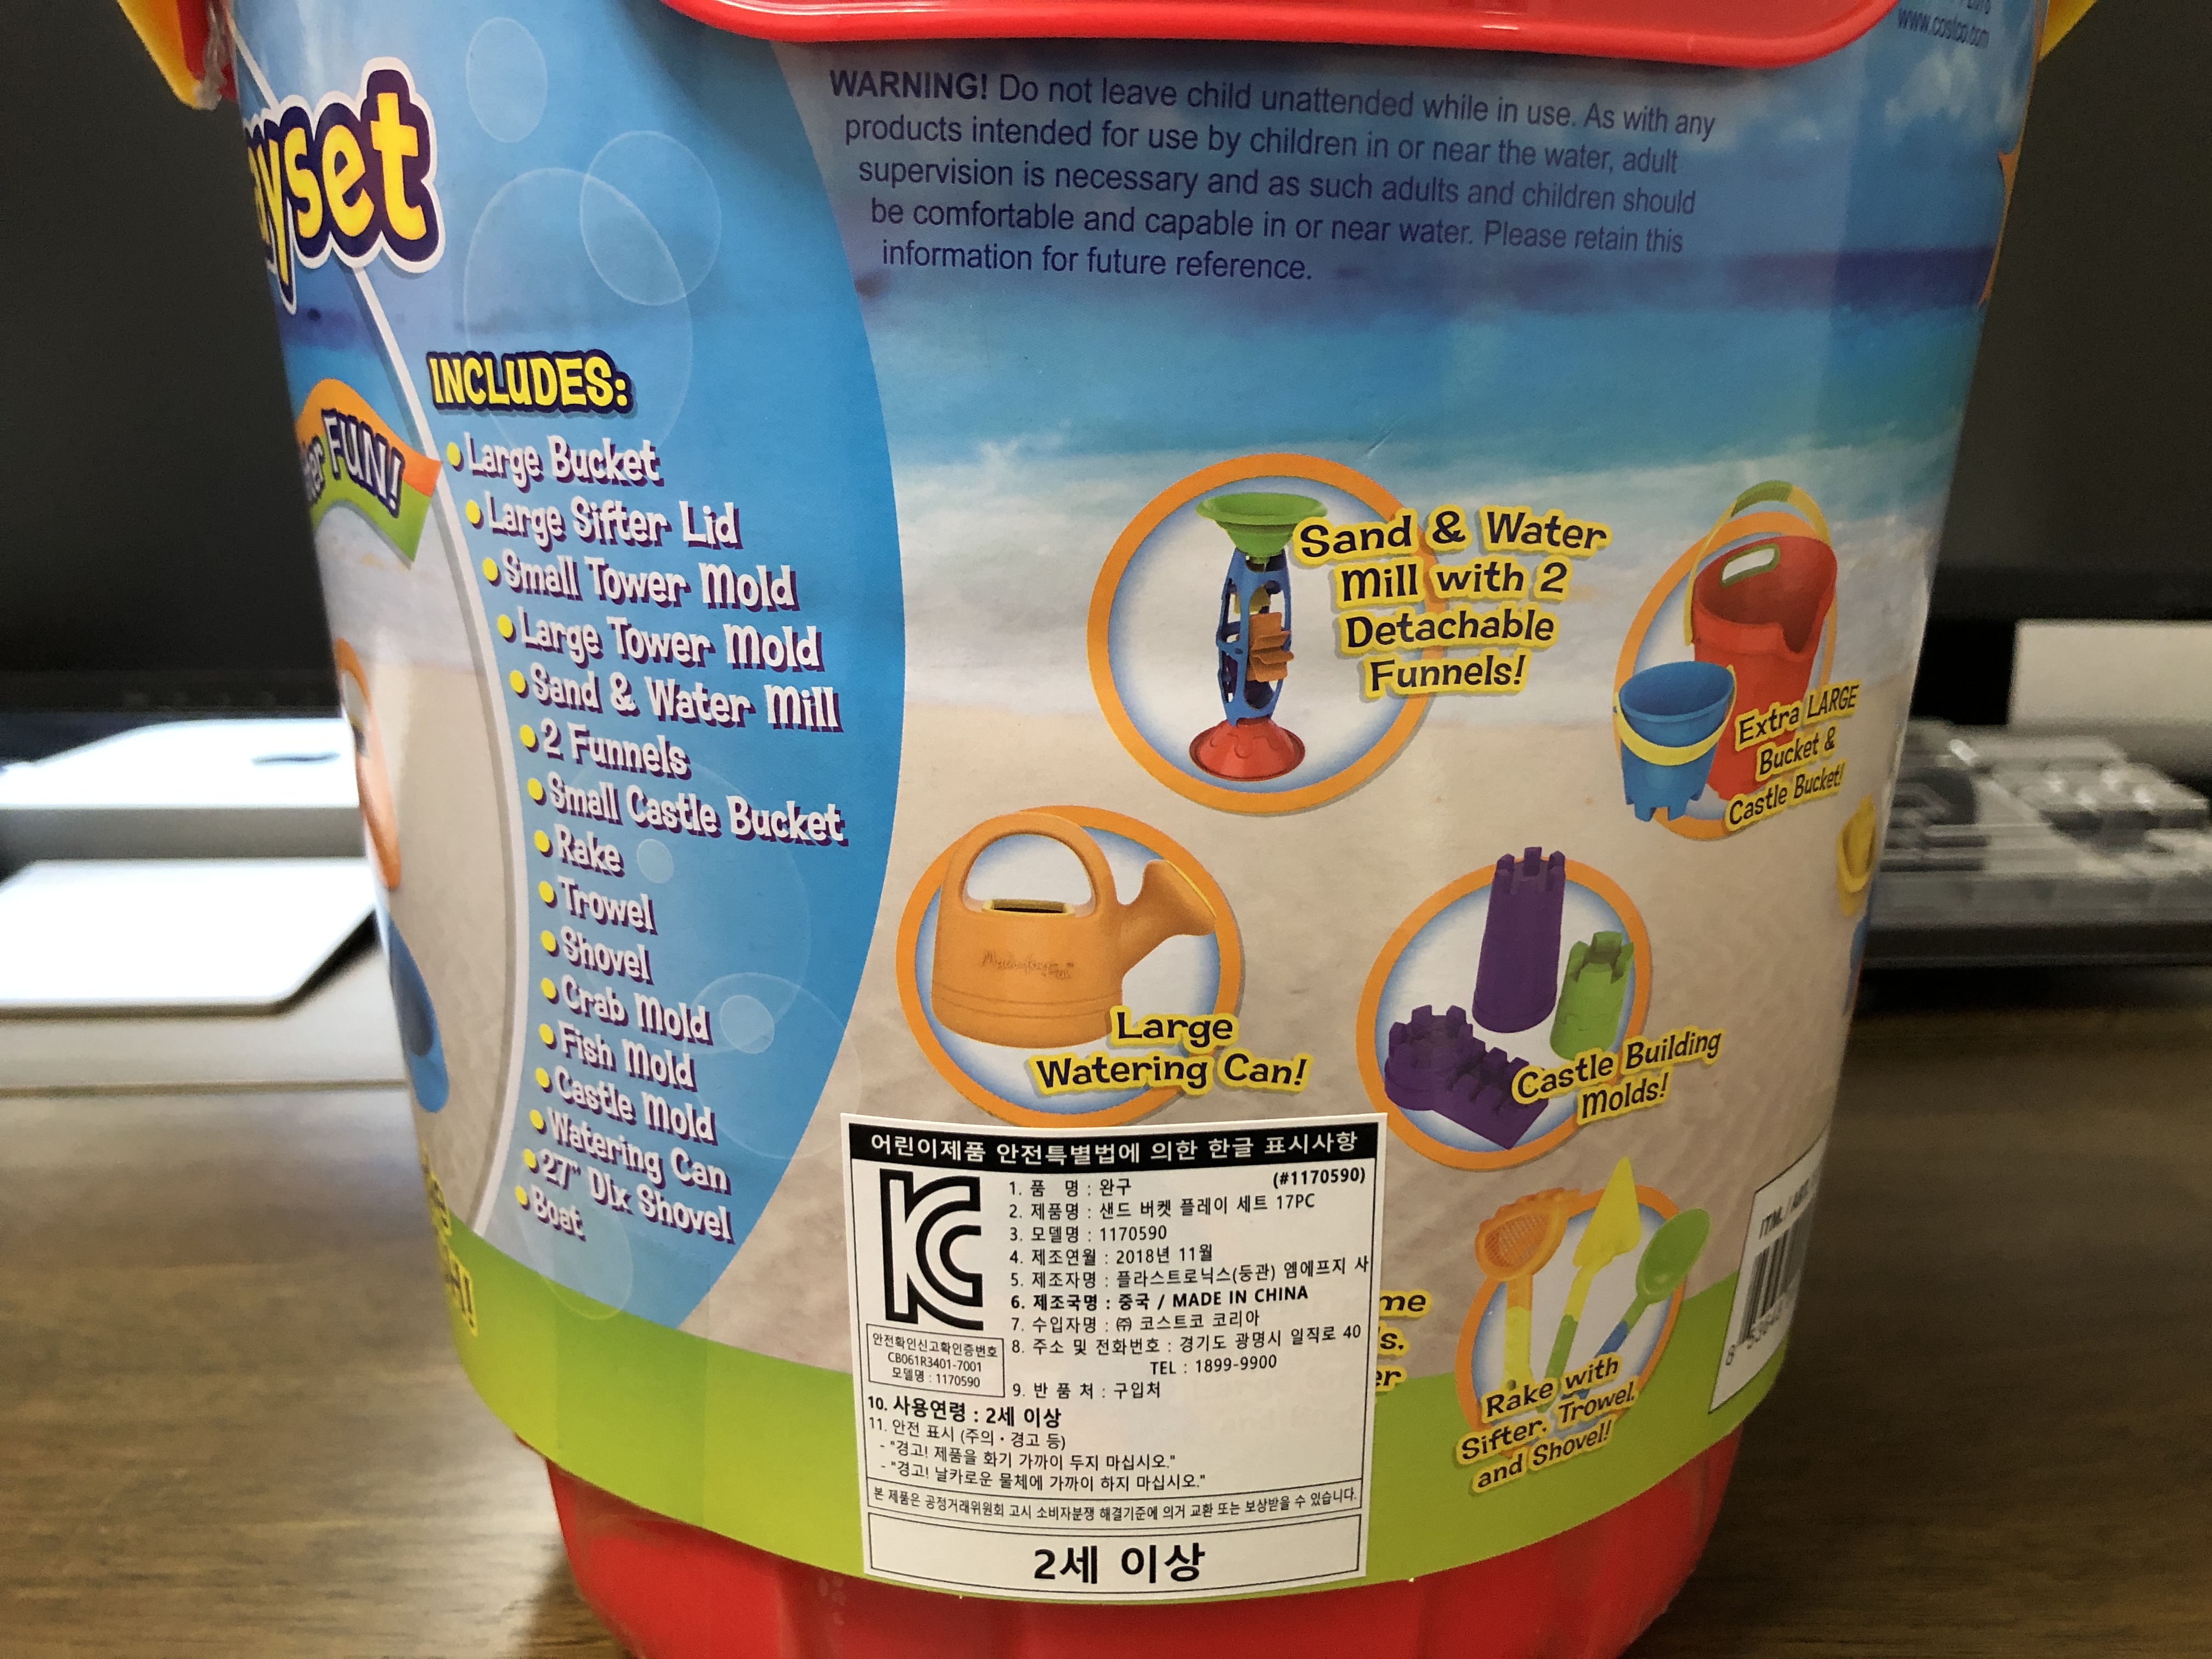 www.costco.com
WARNING! Do not leave child unattended while in use. As with any
products intended for use by children in or near the water, adult
supervision is necessary and as such adults and children should
be comfortable and capable in or near water. Please retain this
information for future reference.
yset
FUN!
INCLUDES:
•Large Bucket
•Large Sifter Lid
•Small Tower Mold
•Large Tower Mold
•Sand & Water Mill
•2 Funnels
•Small Castle Bucket
•Rake
•Trowel
•Shovel
•Crab Mold
•Fish Mold
•Castle Mold
•Watering Can
•27" Dlx Shovel
•Boat
Sand & Water
Mill with 2
Detachable
Funnels!
Extra LARGE
Bucket &
Castle Bucket!
Large
Watering Can!
Castle Building
Molds!
Rake with
Sifter, Trowel,
and Shovel!
me
s.
er
ITM. / ART.
어린이제품 안전특별법에 의한 한글 표시사항
(#1170590)
1. 품 명 : 완구
2. 제품명 : 샌드 버켓 플레이 세트 17PC
3. 모델명 : 1170590
4. 제조연월 : 2018년 11월
5. 제조자명 : 플라스트로닉스(둥관) 엠에프지 사
6. 제조국명 : 중국 / MADE IN CHINA
7. 수입자명 : ㈜ 코스트코 코리아
8. 주소 및 전화번호 : 경기도 광명시 일직로 40
TEL : 1899-9900
9. 반 품 처 : 구입처
KC
안전확인신고확인증번호
CB061R3401-7001
모델명 : 1170590
10. 사용연령 : 2세 이상
11. 안전 표시 (주의 · 경고 등)
- "경고! 제품을 화기 가까이 두지 마십시오."
- "경고! 날카로운 물체에 가까이 하지 마십시오."
본 제품은 공정거래위원회 고시 소비자분쟁 해결기준에 의거 교환 또는 보상받을 수 있습니다.
2세 이상